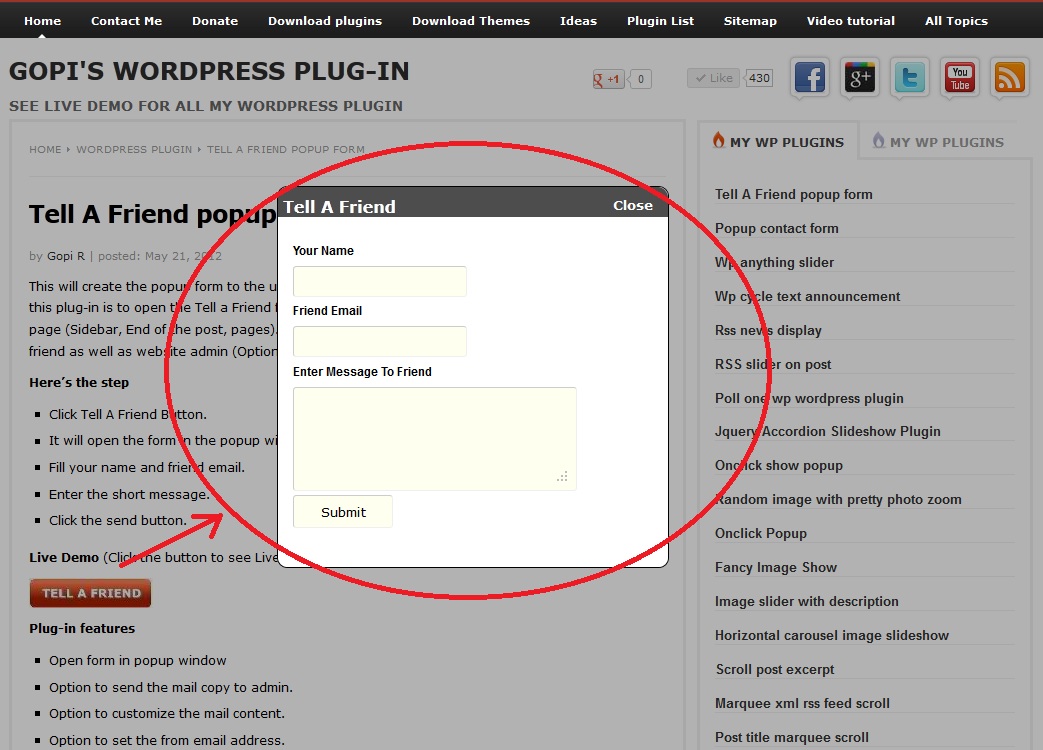 Home Contact Me Donate Download plugins Download Themes Ideas Plugin List Sitemap Video tutorial All Topics
GOPI'S WORDPRESS PLUG-IN
SEE LIVE DEMO FOR ALL MY WORDPRESS PLUGIN
g +1 0
Like 430
f g+ t You Tube
HOME WORDPRESS PLUGIN TELL A FRIEND POPUP FORM
Tell A Friend popup
by Gopi R | posted: May 21, 2012
This will create the popup form to the u
this plug-in is to open the Tell a Friend f
page (Sidebar, End of the post, pages).
friend as well as website admin (Option
Here's the step
Click Tell A Friend Button.
It will open the form in the popup wi
Fill your name and friend email.
Enter the short message.
Click the send button.
Live Demo (Click the button to see Live
TELL A FRIEND
Plug-in features
Open form in popup window
Option to send the mail copy to admin.
Option to customize the mail content.
Option to set the from email address.
Tell A Friend Close
Your Name
Friend Email
Enter Message To Friend
Submit
MY WP PLUGINS MY WP PLUGINS
Tell A Friend popup form
Popup contact form
Wp anything slider
Wp cycle text announcement
Rss news display
RSS slider on post
Poll one wp wordpress plugin
Jquery Accordion Slideshow Plugin
Onclick show popup
Random image with pretty photo zoom
Onclick Popup
Fancy Image Show
Image slider with description
Horizontal carousel image slideshow
Scroll post excerpt
Marquee xml rss feed scroll
Post title marquee scroll